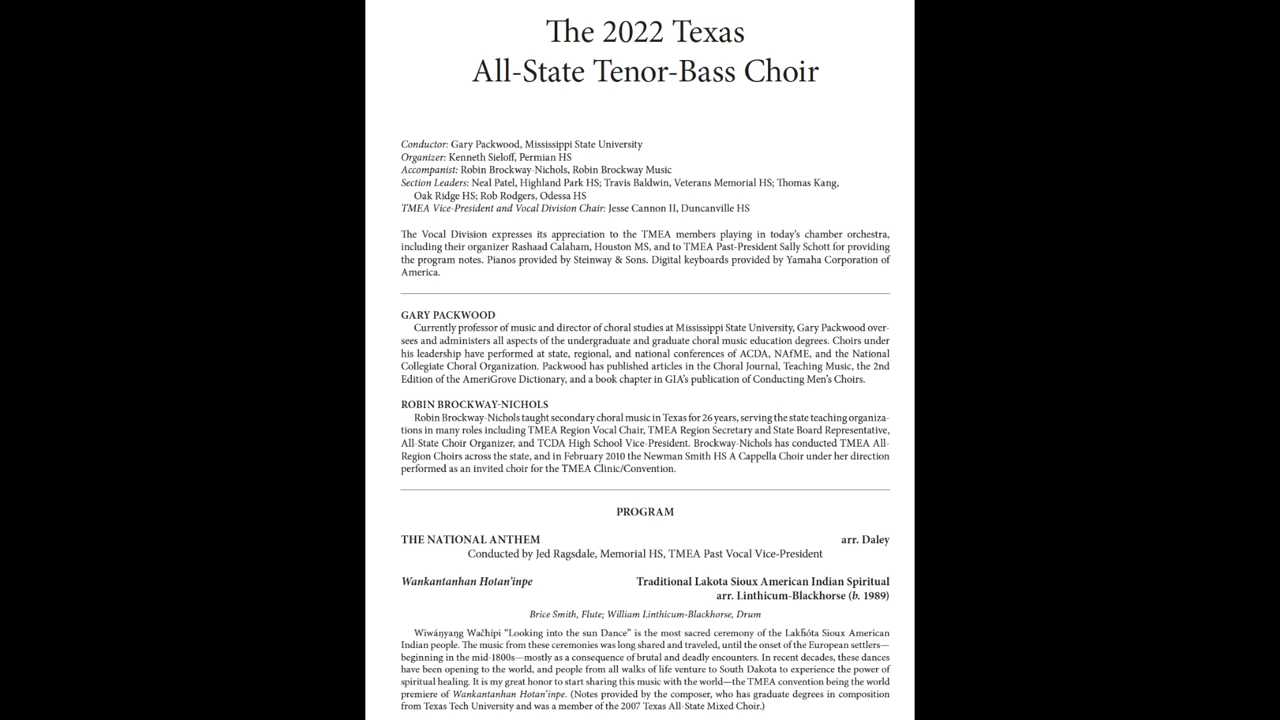 The 2022 Texas
All-State Tenor-Bass Choir
Conductor: Gary Packwood, Mississippi State University
Organizer: Kenneth Sieloff, Permian HS
Accompanist: Robin Brockway-Nichols, Robin Brockway Music
Section Leaders: Neal Patel, Highland Park HS; Travis Baldwin, Veterans Memorial HS; Thomas Kang,
Oak Ridge HS; Rob Rodgers, Odessa HS
TMEA Vice-President and Vocal Division Chair: Jesse Cannon II, Duncanville HS
The Vocal Division expresses its appreciation to the TMEA members playing in today's chamber orchestra,
including their organizer Rashaad Calaham, Houston MS, and to TMEA Past-President Sally Schott for providing
the program notes. Pianos provided by Steinway & Sons. Digital keyboards provided by Yamaha Corporation of
America.
GARY PACKWOOD
Currently professor of music and director of choral studies at Mississippi State University, Gary Packwood over-
sees and administers all aspects of the undergraduate and graduate choral music education degrees. Choirs under
his leadership have performed at state, regional, and national conferences of ACDA, NAfME, and the National
Collegiate Choral Organization. Packwood has published articles in the Choral Journal, Teaching Music, the 2nd
Edition of the AmeriGrove Dictionary, and a book chapter in GIA's publication of Conducting Men's Choirs.
ROBIN BROCKWAY-NICHOLS
Robin Brockway-Nichols taught secondary choral music in Texas for 26 years, serving the state teaching organiza-
tions in many roles including TMEA Region Vocal Chair, TMEA Region Secretary and State Board Representative,
All-State Choir Organizer, and TCDA High School Vice-President. Brockway-Nichols has conducted TMEA All-
Region Choirs across the state, and in February 2010 the Newman Smith HS A Cappella Choir under her direction
performed as an invited choir for the TMEA Clinic/Convention.
PROGRAM
THE NATIONAL ANTHEM arr. Daley
Conducted by Jed Ragsdale, Memorial HS, TMEA Past Vocal Vice-President
Wankantanhan Hotan'inpe Traditional Lakota Sioux American Indian Spiritual
arr. Linthicum-Blackhorse (b. 1989)
Brice Smith, Flute; William Linthicum-Blackhorse, Drum
Wiwáŋyang Wačhípi "Looking into the sun Dance" is the most sacred ceremony of the Lakȟóta Sioux American
Indian people. The music from these ceremonies was long shared and traveled, until the onset of the European settlers—
beginning in the mid-1800s—mostly as a consequence of brutal and deadly encounters. In recent decades, these dances
have been opening to the world, and people from all walks of life venture to South Dakota to experience the power of
spiritual healing. It is my great honor to start sharing this music with the world—the TMEA convention being the world
premiere of Wankantanhan Hotan'inpe. (Notes provided by the composer, who has graduate degrees in composition
from Texas Tech University and was a member of the 2007 Texas All-State Mixed Choir.)